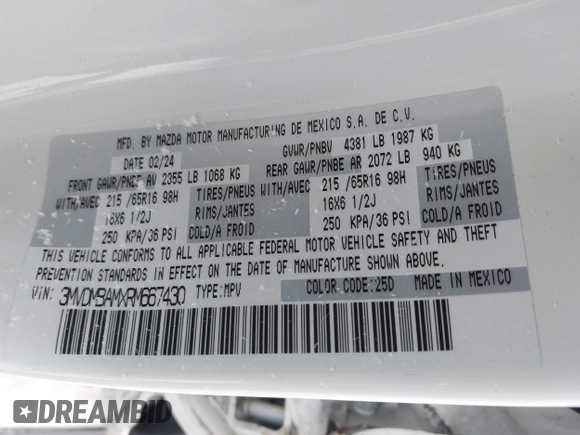 MFD. BY MAZDA MOTOR MANUFACTURING DE MEXICO S.A. DE C.V.
DATE 02/24 GVWR/PNBV 4381 LB 1987 KG
FRONT GAWR/PNBE AV 2355 LB 1068 KG REAR GAWR/PNBE AR 2072 LB 940 KG
WITH/AVEC 215 /65R16 98H TIRES/PNEUS WITH/AVEC 215 /65R16 98H TIRES/PNEUS
16X6 1/2J RIMS/JANTES 16X6 1/2J RIMS/JANTES
250 KPA/36 PSI COLD/A FROID 250 KPA/36 PSI COLD/A FROID
THIS VEHICLE CONFORMS TO ALL APPLICABLE FEDERAL MOTOR VEHICLE SAFETY AND THEFT
PREVENTION STANDARDS IN EFFECT ON THE DATE OF MANUFACTURE SHOWN ABOVE.
VIN: 3MVDMBAMXRM667430 TYPE:MPV COLOR CODE:25D MADE IN MEXICO
DREAMBID